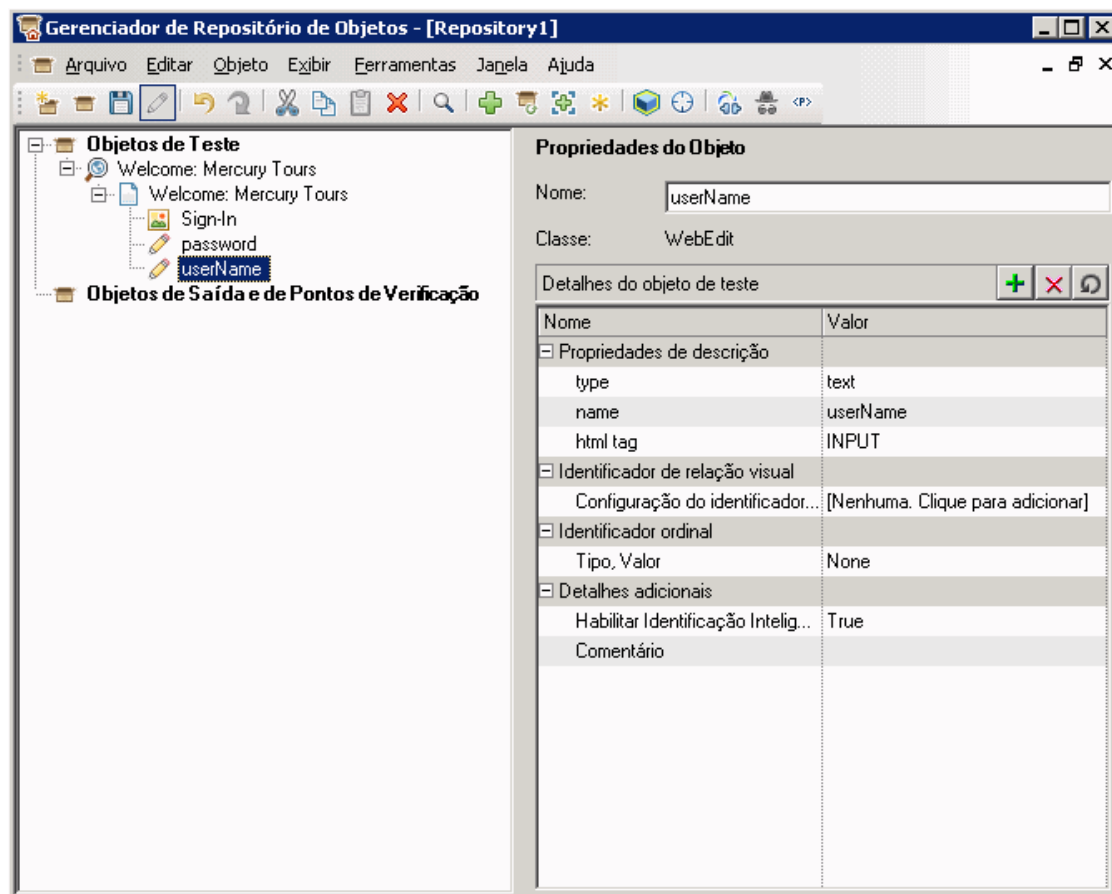 Gerenciador de Repositório de Objetos - [Repository1]
Arquivo Editar Objeto Exibir Ferramentas Janela Ajuda
<P>
Objetos de Teste
Welcome: Mercury Tours
Welcome: Mercury Tours
Sign-In
password
userName
Objetos de Saída e de Pontos de Verificação
Propriedades do Objeto
Nome: userName
Classe: WebEdit
Detalhes do objeto de teste
Nome Valor
Propriedades de descrição
type text
name userName
html tag INPUT
Identificador de relação visual
Configuração do identificador... [Nenhuma. Clique para adicionar]
Identificador ordinal
Tipo, Valor None
Detalhes adicionais
Habilitar Identificação Intelig... True
Comentário